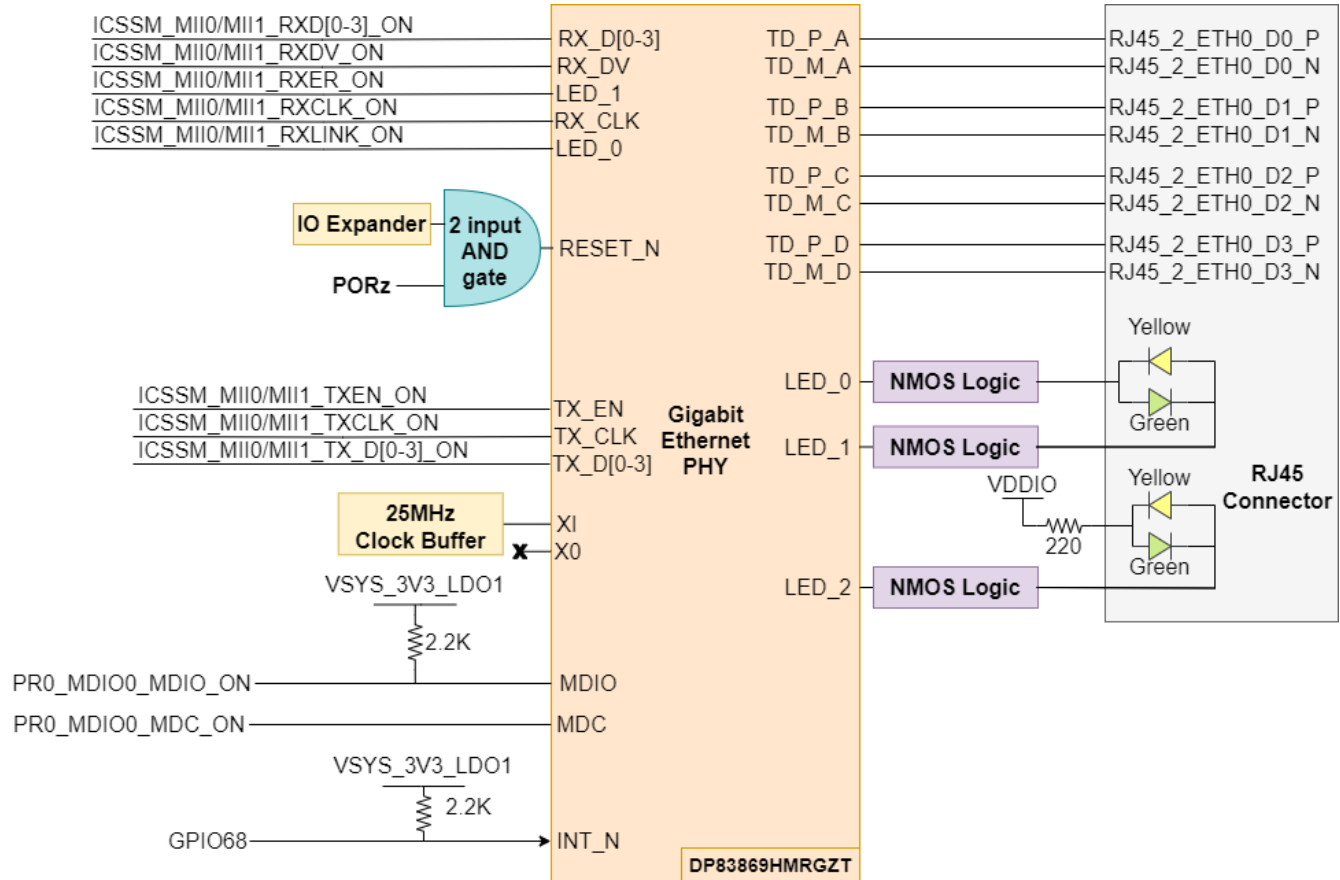 ICSSM_MII0/MII1_RXD[0-3]_ON
ICSSM_MII0/MII1_RXDV_ON
ICSSM_MII0/MII1_RXER_ON
ICSSM_MII0/MII1_RXCLK_ON
ICSSM_MII0/MII1_RXLINK_ON
RX_D[0-3]
RX_DV
LED_1
RX_CLK
LED_0
IO Expander
PORz
2 input
AND
gate
RESET_N
ICSSM_MII0/MII1_TXEN_ON
ICSSM_MII0/MII1_TXCLK_ON
ICSSM_MII0/MII1_TX_D[0-3]_ON
TX_EN
TX_CLK
TX_D[0-3]
25MHz
Clock Buffer
XI
X0
VSYS_3V3_LDO1
2.2K
PR0_MDIO0_MDIO_ON
MDIO
PR0_MDIO0_MDC_ON
MDC
VSYS_3V3_LDO1
2.2K
GPIO68
INT_N
Gigabit
Ethernet
PHY
DP83869HMRGZT
TD_P_A
TD_M_A
TD_P_B
TD_M_B
TD_P_C
TD_M_C
TD_P_D
TD_M_D
LED_0
LED_1
LED_2
NMOS Logic
NMOS Logic
VDDIO
220
NMOS Logic
RJ45_2_ETH0_D0_P
RJ45_2_ETH0_D0_N
RJ45_2_ETH0_D1_P
RJ45_2_ETH0_D1_N
RJ45_2_ETH0_D2_P
RJ45_2_ETH0_D2_N
RJ45_2_ETH0_D3_P
RJ45_2_ETH0_D3_N
Yellow
Green
Yellow
Green
RJ45
Connector